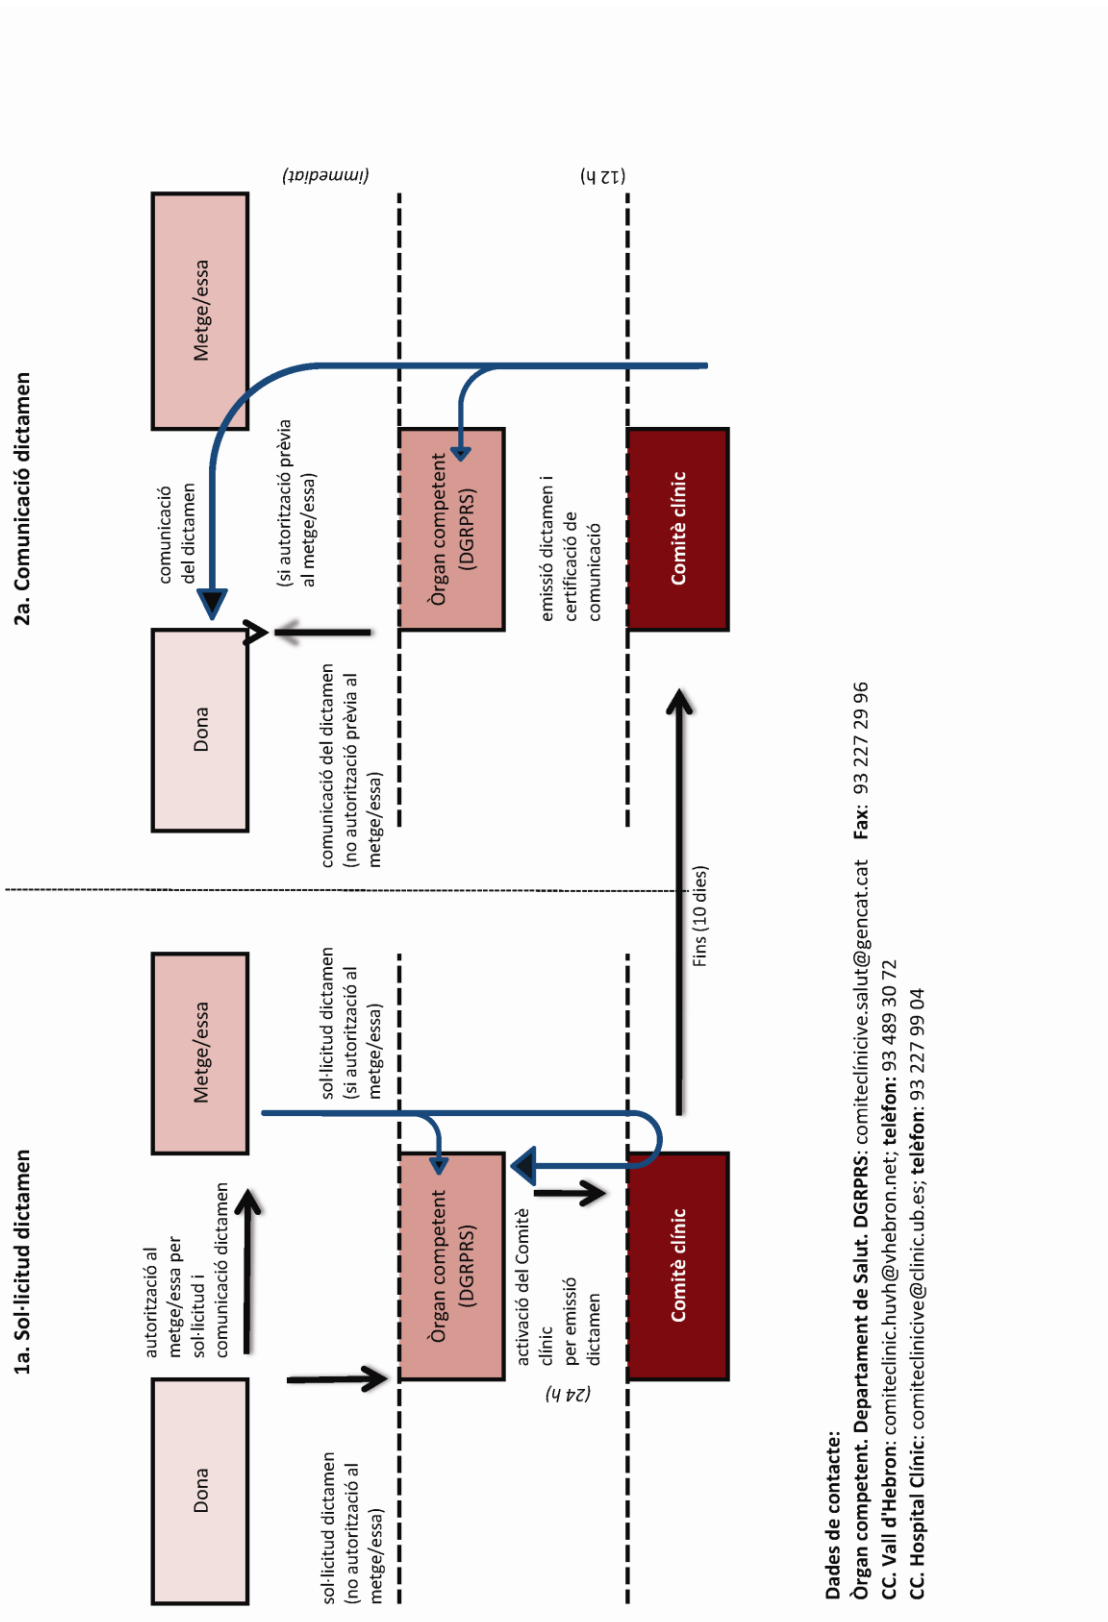 1a. Sol·licitud dictamen
Dona
autorització al
metge/essa per
sol·licitud i
comunicació dictamen
Metge/essa
sol·licitud dictamen
(no autorització al
metge/essa)
sol·licitud dictamen
(si autorització al
metge/essa)
Òrgan competent
(DGRPRS)
(24 h)
activació del Comitè
clínic
per emissió
dictamen
Comitè clínic
Fins (10 dies)
2a. Comunicació dictamen
Dona
comunicació
del dictamen
Metge/essa
comunicació del dictamen
(no autorització prèvia al
metge/essa)
(si autorització prèvia
al metge/essa)
(immediat)
Òrgan competent
(DGRPRS)
emissió dictamen i
certificació de
comunicació
(12 h)
Comitè clínic
Dades de contacte:
Òrgan competent. Departament de Salut. DGRPRS: comiteclinicive.salut@gencat.cat Fax: 93 227 29 96
CC. Vall d'Hebron: comiteclinic.huvh@vhebron.net; telèfon: 93 489 30 72
CC. Hospital Clínic: comiteclinicive@clinic.ub.es; telèfon: 93 227 99 04